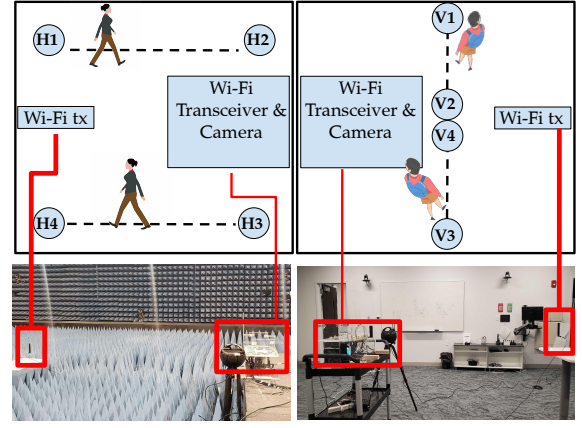 H1
H2
Wi-Fi
Transceiver &
Camera
Wi-Fi tx
H4
H3
V1
Wi-Fi
Transceiver &
Camera
V2
V4
Wi-Fi tx
V3